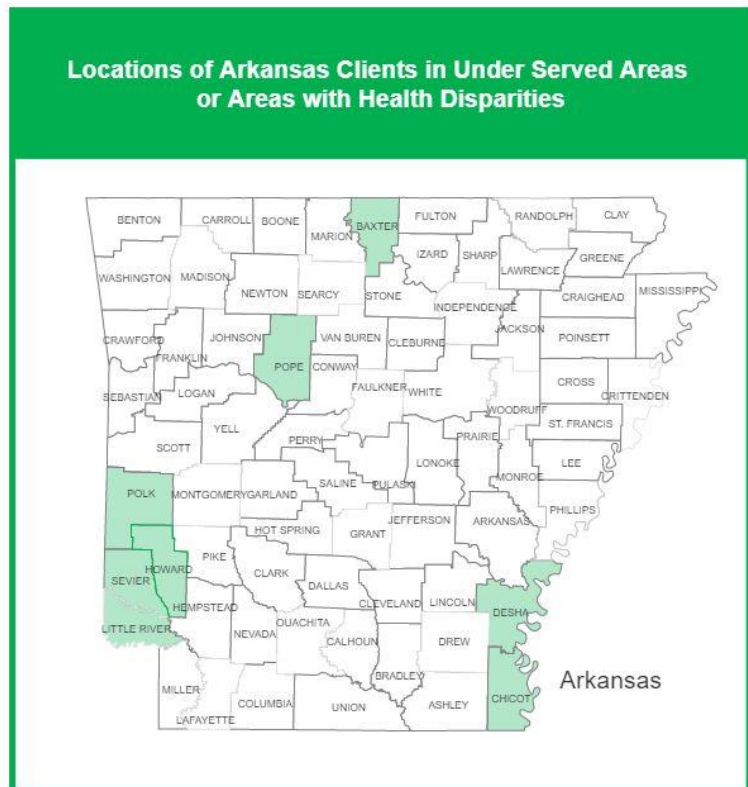 Locations of Arkansas Clients in Under Served Areas
or Areas with Health Disparities
BENTON
CARROLL
BOONE
MARION
BAXTER
FULTON
RANDOLPH
CLAY
WASHINGTON
MADISON
NEWTON
SEARCY
STONE
IZARD
SHARP
LAWRENCE
GREENE
INDEPENDENCE
CRAIGHEAD
MISSISSIPPI
CRAWFORD
FRANKLIN
JOHNSON
POPE
VAN BUREN
CLEBURNE
JACKSON
POINSETT
SEBASTIAN
LOGAN
CONWAY
FAULKNER
WHITE
WOODRUFF
CROSS
CRITTENDEN
ST. FRANCIS
SCOTT
YELL
PERRY
PULASKI
LONOKE
PRAIRIE
MONROE
LEE
PHILLIPS
POLK
MONTGOMERY
GARLAND
SALINE
HOT SPRING
GRANT
JEFFERSON
ARKANSAS
SEVIER
HOWARD
PIKE
CLARK
DALLAS
CLEVELAND
LINCOLN
DESHA
LITTLE RIVER
HEMPSTEAD
NEVADA
OUACHITA
CALHOUN
BRADLEY
DREW
MILLER
LAFAYETTE
COLUMBIA
UNION
ASHLEY
CHICOT
Arkansas